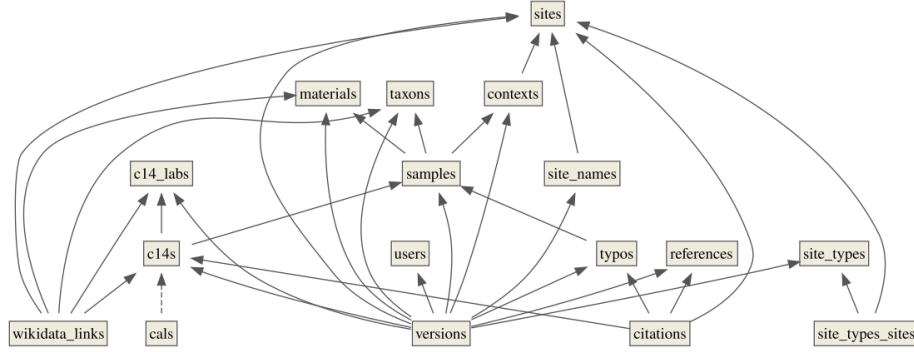 sites
materials
taxons
contexts
c14_labs
samples
site_names
c14s
users
typos
references
site_types
wikidata_links
cals
versions
citations
site_types_sites